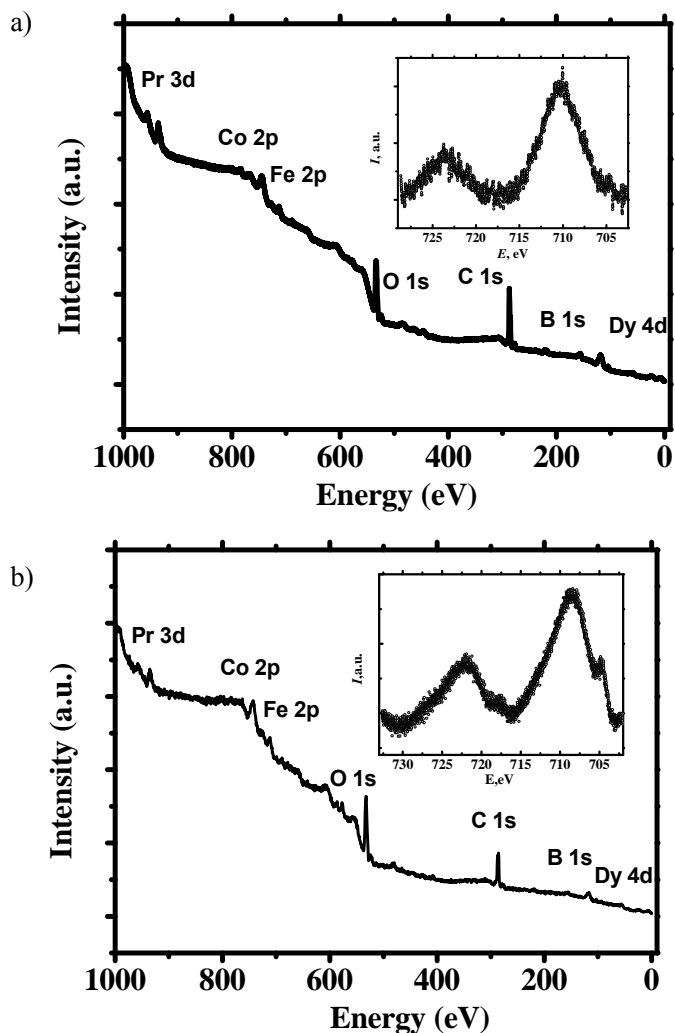 a)
Pr 3d
Co 2p
Fe 2p
O 1s
C 1s
B 1s
Dy 4d
Intensity (a.u.)
I, a.u.
725 720 715 710 705
E, eV
1000 800 600 400 200 0
Energy (eV)
b)
Pr 3d
Co 2p
Fe 2p
O 1s
C 1s
B 1s
Dy 4d
Intensity (a.u.)
I,a.u.
730 725 720 715 710 705
E,eV
1000 800 600 400 200 0
Energy (eV)